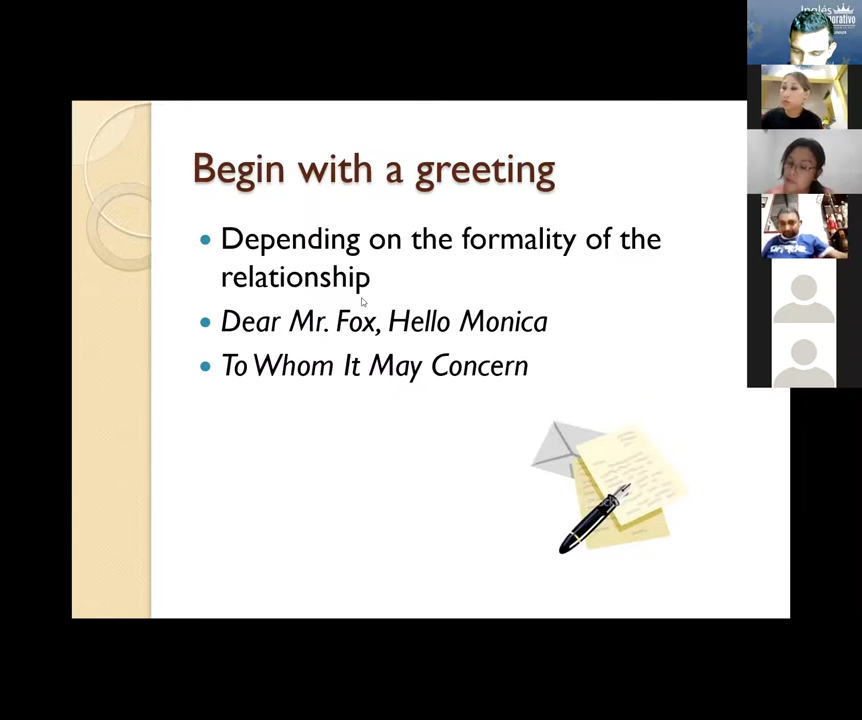 Begin with a greeting
Depending on the formality of the
relationship
Dear Mr. Fox, Hello Monica
To Whom It May Concern
Inglés